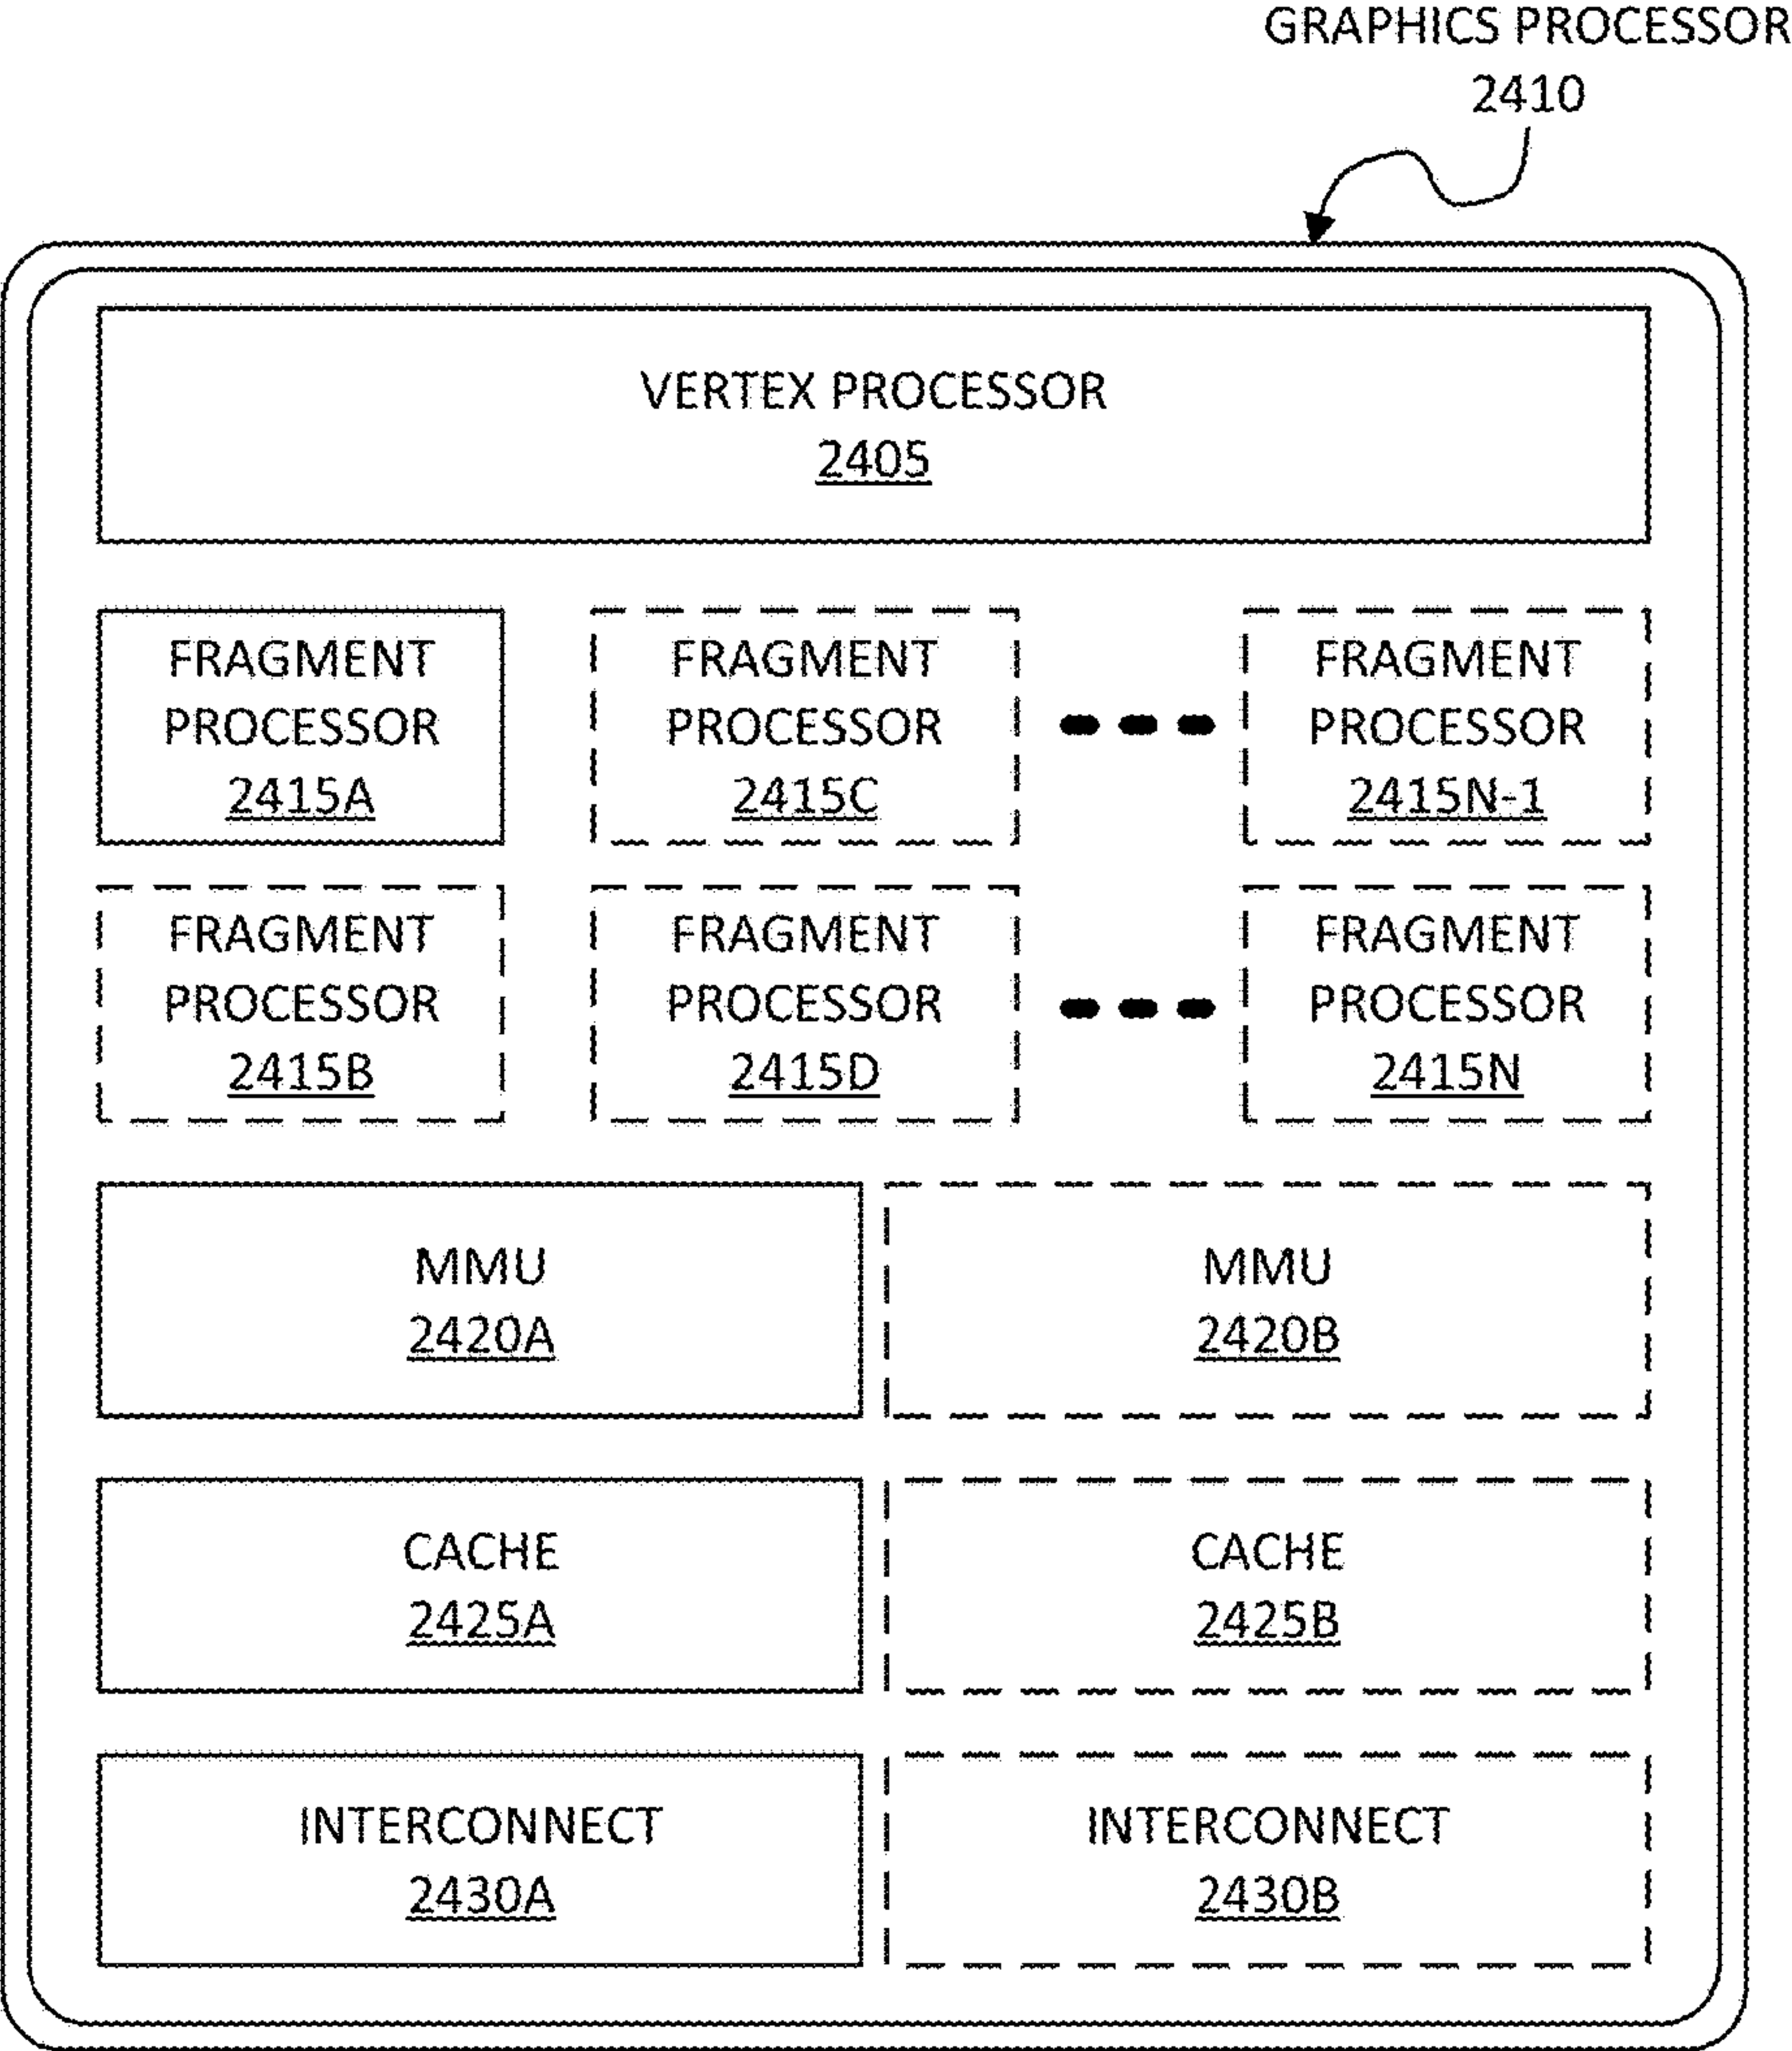 GRAPHICS PROCESSOR
2410
VERTEX PROCESSOR
2405
FRAGMENT
PROCESSOR
2415A
FRAGMENT
PROCESSOR
2415C
FRAGMENT
PROCESSOR
2415N-1
FRAGMENT
PROCESSOR
2415B
FRAGMENT
PROCESSOR
2415D
FRAGMENT
PROCESSOR
2415N
MMU
2420A
MMU
2420B
CACHE
2425A
CACHE
2425B
INTERCONNECT
2430A
INTERCONNECT
2430B